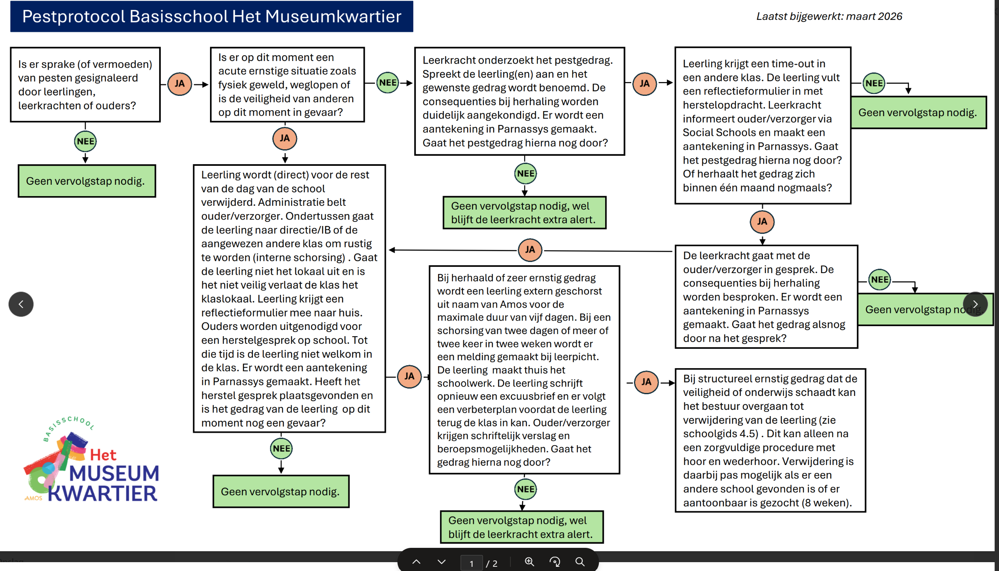 Pestprotocol Basisschool Het Museumkwartier
Laatst bijgewerkt: maart 2026
Is er sprake (of vermoeden)
van pesten gesignaleerd
door leerlingen,
leerkrachten of ouders?
JA
NEE
Geen vervolgstap nodig.
Is er op dit moment een
acute ernstige situatie zoals
fysiek geweld, weglopen of
is de veiligheid van anderen
op dit moment in gevaar?
NEE
JA
Leerkracht onderzoekt het pestgedrag.
Spreekt de leerling(en) aan en het
gewenste gedrag wordt benoemd. De
consequenties bij herhaling worden
duidelijk aangekondigd. Er wordt een
aantekening in Parnassys gemaakt.
Gaat het pestgedrag hierna nog door?
JA
NEE
Geen vervolgstap nodig, wel
blijft de leerkracht extra alert.
Leerling krijgt een time-out in
een andere klas. De leerling vult
een reflectieformulier in met
herstelopdracht. Leerkracht
informeert ouder/verzorger via
Social Schools en maakt een
aantekening in Parnassys. Gaat
het pestgedrag hierna nog door?
Of herhaalt het gedrag zich
binnen één maand nogmaals?
NEE
Geen vervolgstap nodig.
JA
De leerkracht gaat met de
ouder/verzorger in gesprek. De
consequenties bij herhaling
worden besproken. Er wordt een
aantekening in Parnassys
gemaakt. Gaat het gedrag alsnog
door na het gesprek?
NEE
Geen vervolgstap nodig.
JA
Leerling wordt (direct) voor de rest
van de dag van de school
verwijderd. Administratie belt
ouder/verzorger. Ondertussen gaat
de leerling naar directie/IB of de
aangewezen andere klas om rustig
te worden (interne schorsing) . Gaat
de leerling niet het lokaal uit en is
het niet veilig verlaat de klas het
klaslokaal. Leerling krijgt een
reflectieformulier mee naar huis.
Ouders worden uitgenodigd voor
een herstelgesprek op school. Tot
die tijd is de leerling niet welkom in
de klas. Er wordt een aantekening
in Parnassys gemaakt. Heeft het
herstel gesprek plaatsgevonden en
is het gedrag van de leerling  op dit
moment nog een gevaar?
JA
NEE
Geen vervolgstap nodig.
Bij herhaald of zeer ernstig gedrag
wordt een leerling extern geschorst
uit naam van Amos voor de
maximale duur van vijf dagen. Bij een
schorsing van twee dagen of meer of
twee keer in twee weken wordt er
een melding gemaakt bij leerpicht.
De leerling  maakt thuis het
schoolwerk. De leerling schrijft
opnieuw een excuusbrief en er volgt
een verbeterplan voordat de leerling
terug de klas in kan. Ouder/verzorger
krijgen schriftelijk verslag en
beroepsmogelijkheden. Gaat het
gedrag hierna nog door?
JA
NEE
Geen vervolgstap nodig, wel
blijft de leerkracht extra alert.
Bij structureel ernstig gedrag dat de
veiligheid of onderwijs schaadt kan
het bestuur overgaan tot
verwijdering van de leerling (zie
schoolgids 4.5) . Dit kan alleen na
een zorgvuldige procedure met
hoor en wederhoor. Verwijdering is
daarbij pas mogelijk als er een
andere school gevonden is of er
aantoonbaar is gezocht (8 weken).
BASISSCHOOL
Het
MUSEUM
KWARTIER
AMOS
1 / 2